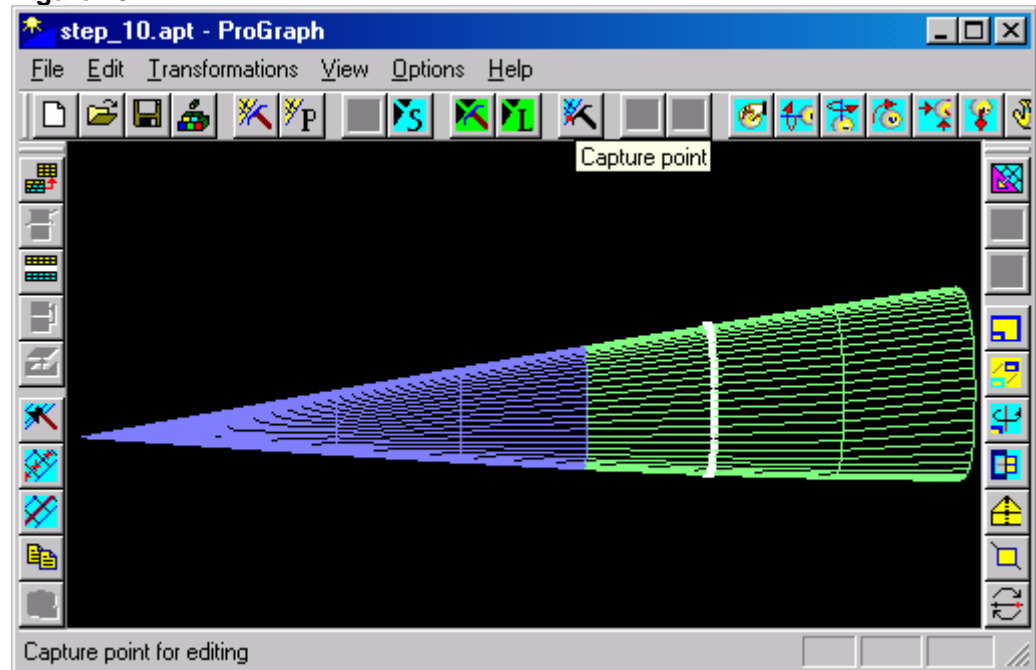 step_10.apt - ProGraph
File Edit Transformations View Options Help
P S L
Capture point
Capture point for editing